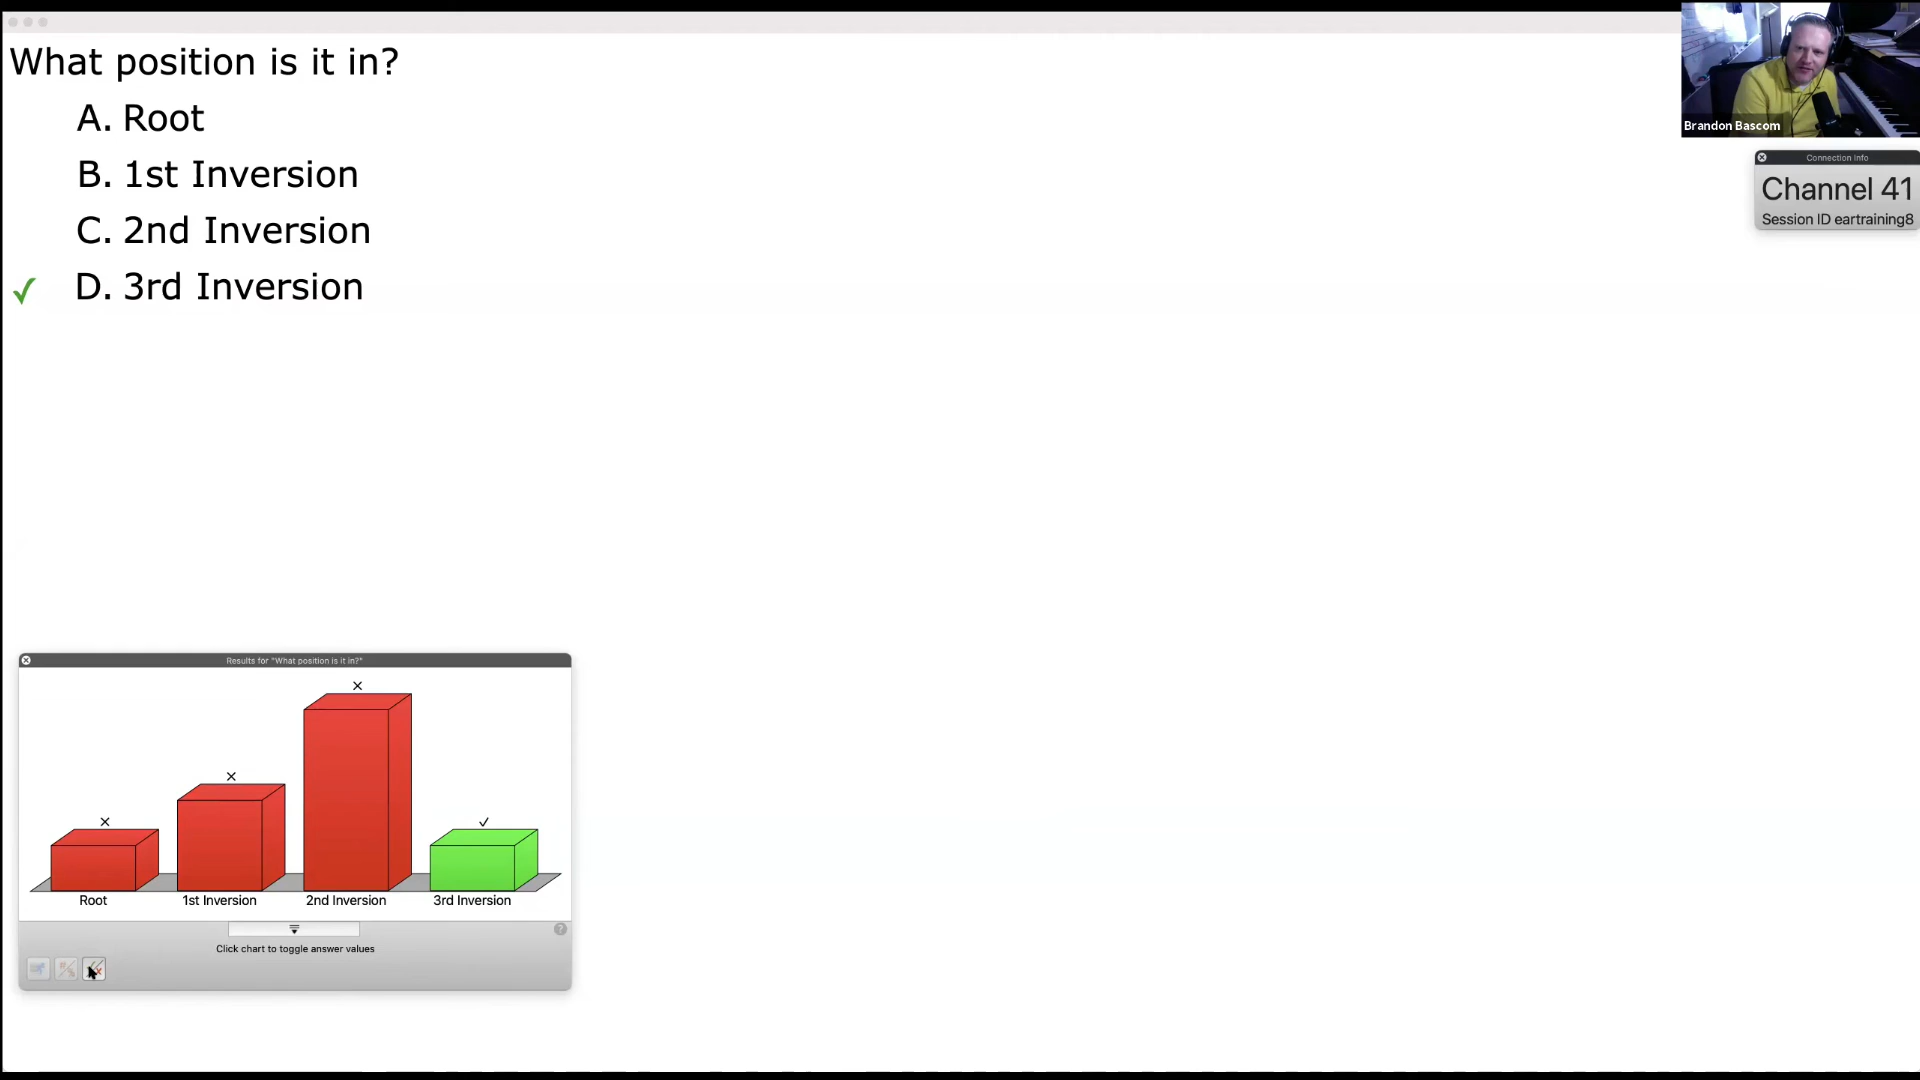 What position is it in?
A. Root
B. 1st Inversion
C. 2nd Inversion
✓ D. 3rd Inversion
Brandon Bascom
Connection Info
Channel 41
Session ID eartraining8
Results for "What position is it in?"
Root 1st Inversion 2nd Inversion 3rd Inversion
Click chart to toggle answer values